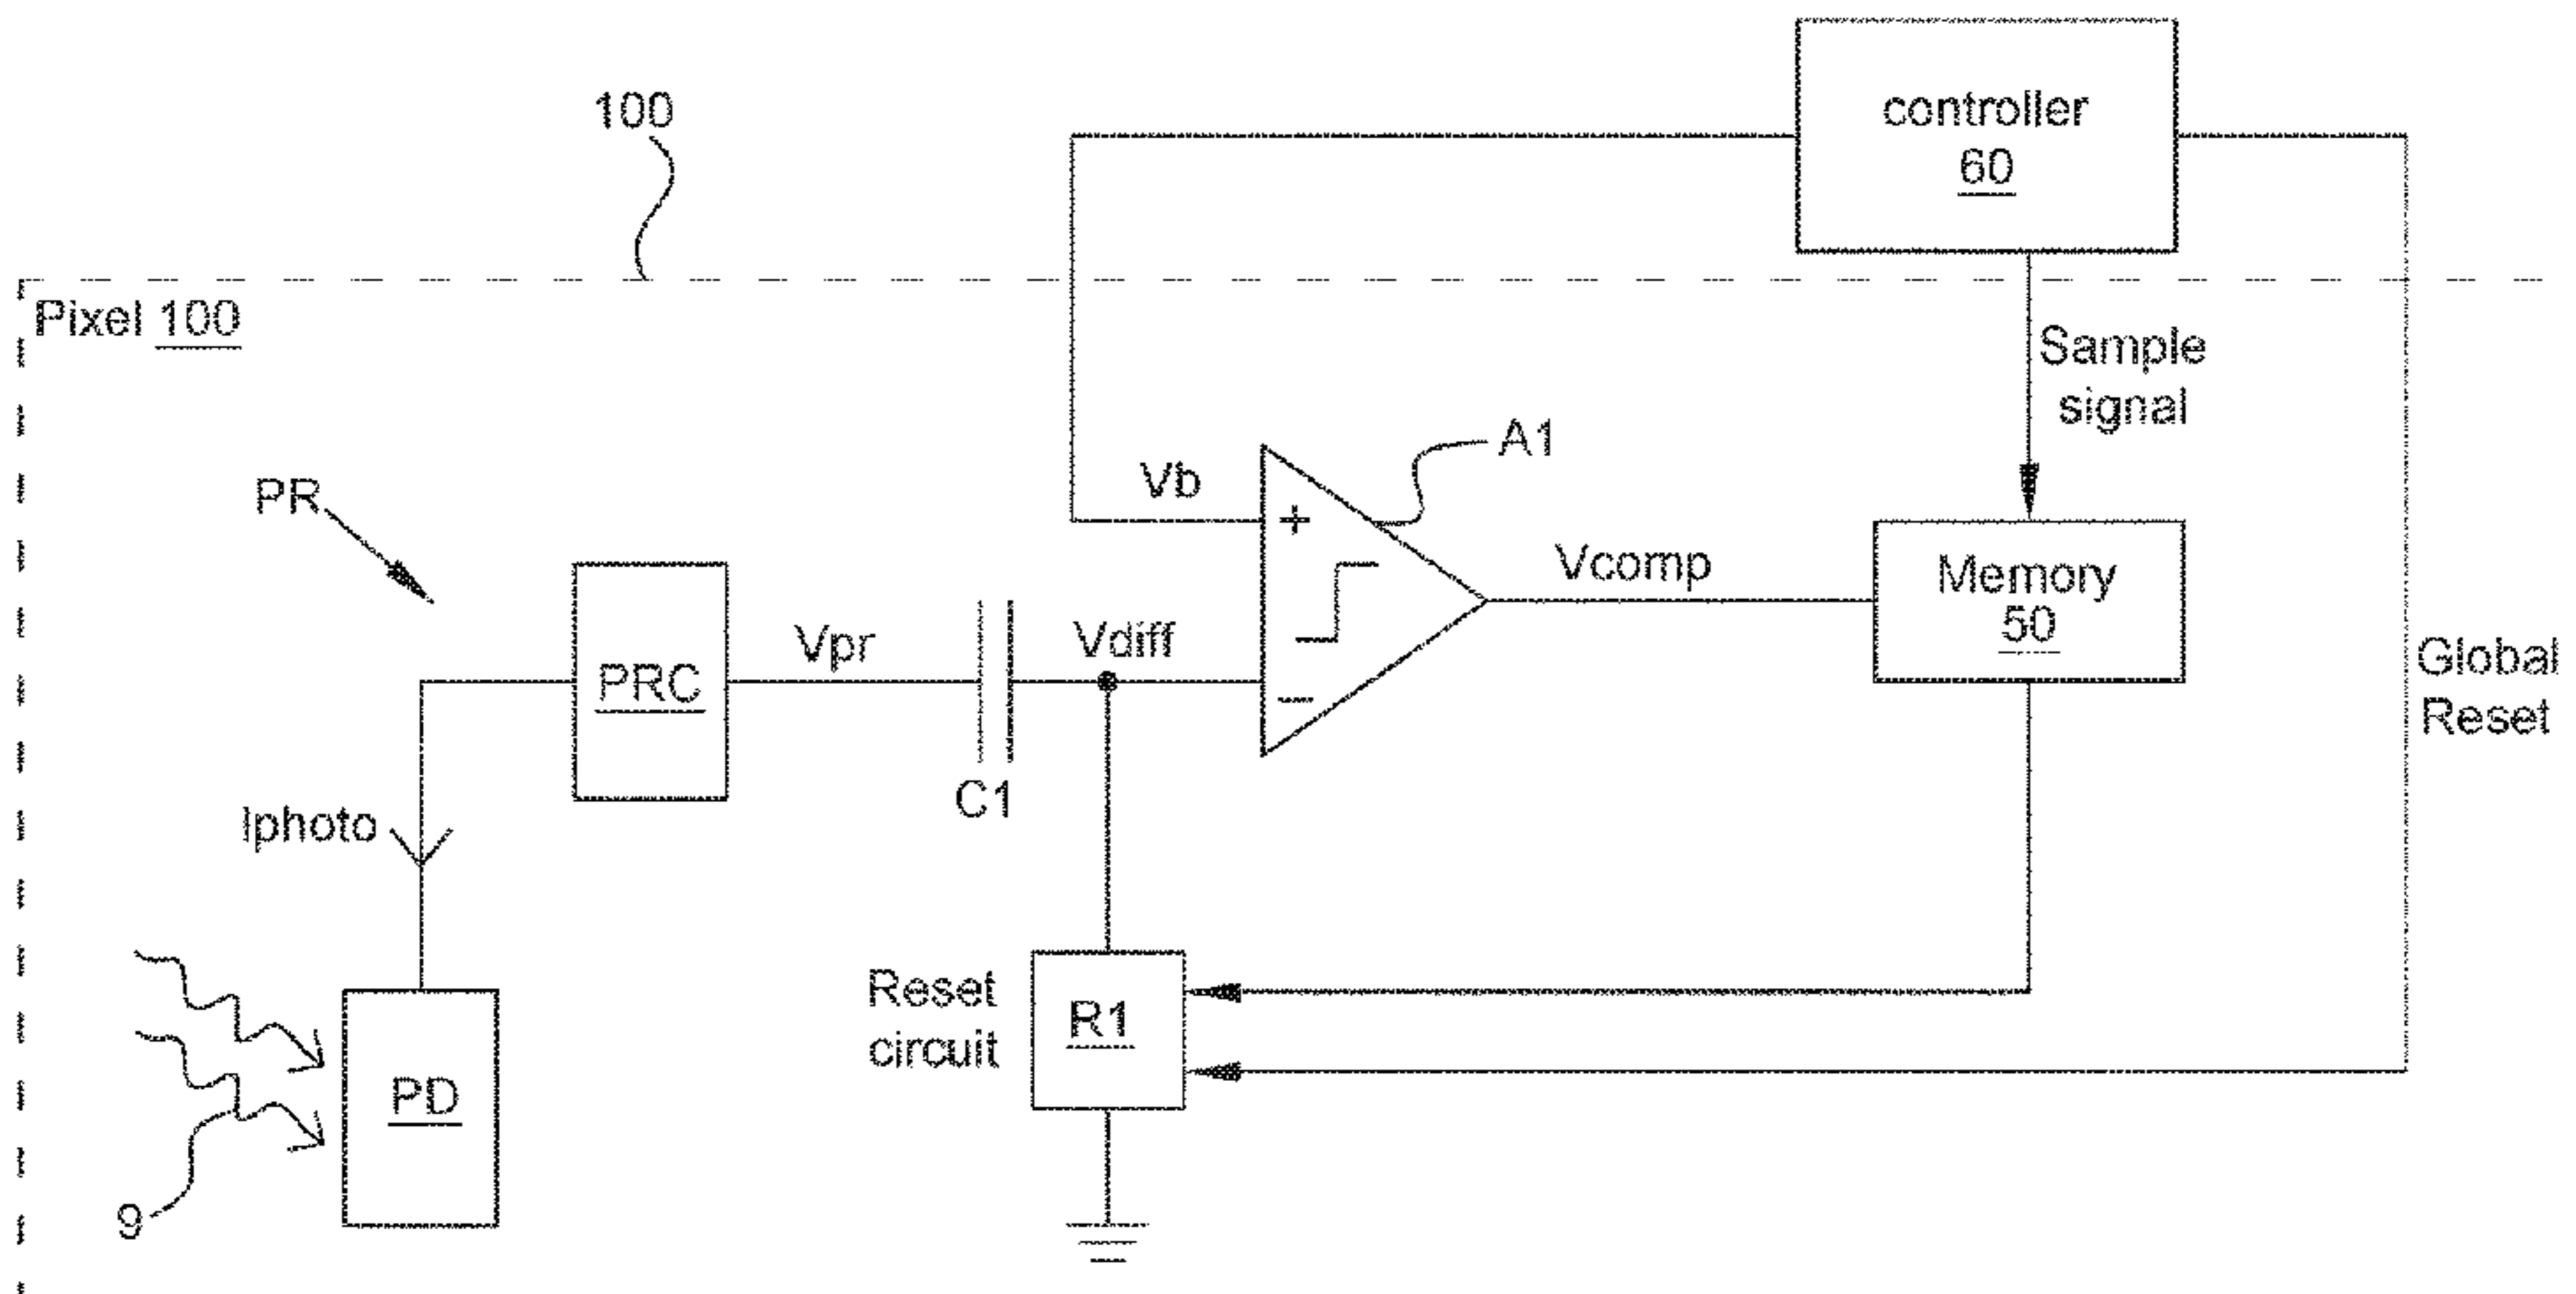 100
controller
60
Pixel 100
Sample
signal
A1
Vb
+
PR
Vcomp
Memory
50
Vpr
Vdiff
PRC
−
Global
Reset
C1
Iphoto
Reset
circuit
R1
PD
9